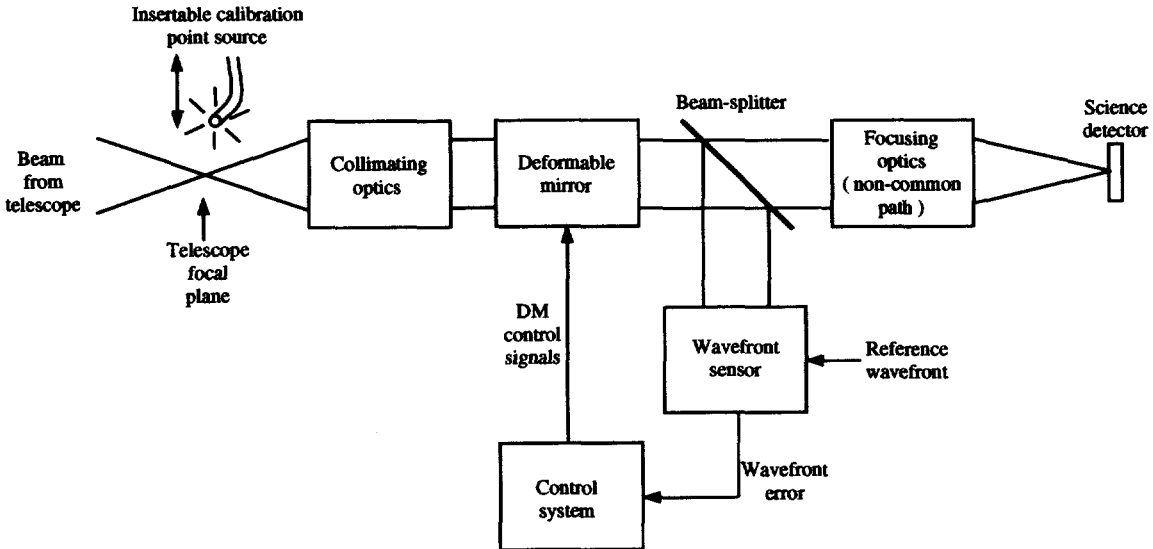 Insertable calibration
point source
Beam
from
telescope
Telescope
focal
plane
Collimating
optics
Deformable
mirror
Beam-splitter
Focusing
optics
( non-common
path )
Science
detector
DM
control
signals
Wavefront
sensor
Reference
wavefront
Control
system
Wavefront
error